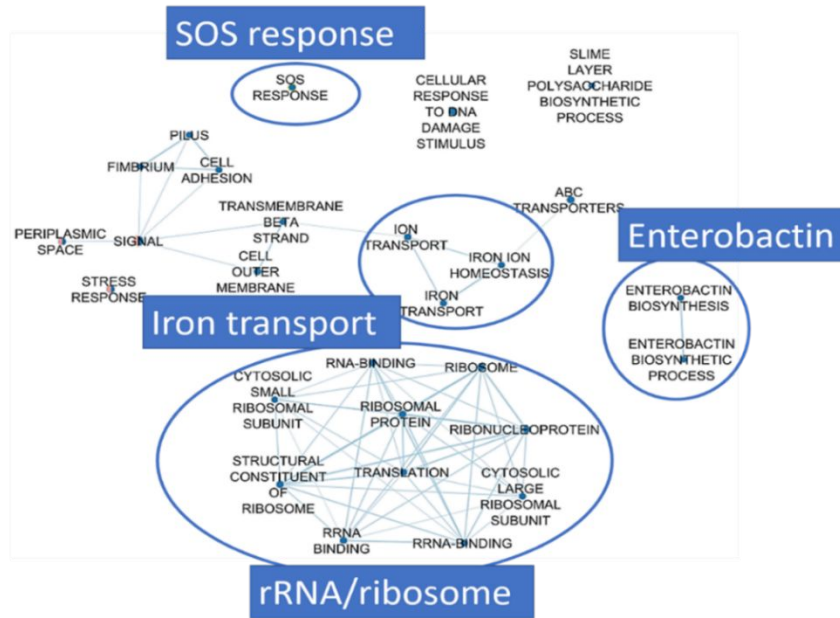 SOS response
SOS
RESPONSE
CELLULAR
RESPONSE
TO DNA
DAMAGE
STIMULUS
SLIME
LAYER
POLYSACCHARIDE
BIOSYNTHETIC
PROCESS
PILUS
FIMBRIUM
CELL
ADHESION
PERIPLASMIC
SPACE
SIGNAL
TRANSMEMBRANE
BETA
STRAND
CELL
OUTER
MEMBRANE
STRESS
RESPONSE
ION
TRANSPORT
IRON ION
HOMEOSTASIS
IRON
TRANSPORT
ABC
TRANSPORTERS
Enterobactin
ENTEROBACTIN
BIOSYNTHESIS
ENTEROBACTIN
BIOSYNTHETIC
PROCESS
Iron transport
RNA-BINDING
RIBOSOME
CYTOSOLIC
SMALL
RIBOSOMAL
SUBUNIT
RIBOSOMAL
PROTEIN
RIBONUCLEOPROTEIN
STRUCTURAL
CONSTITUENT
OF
RIBOSOME
TRANSLATION
CYTOSOLIC
LARGE
RIBOSOMAL
SUBUNIT
RRNA
BINDING
RRNA-BINDING
rRNA/ribosome